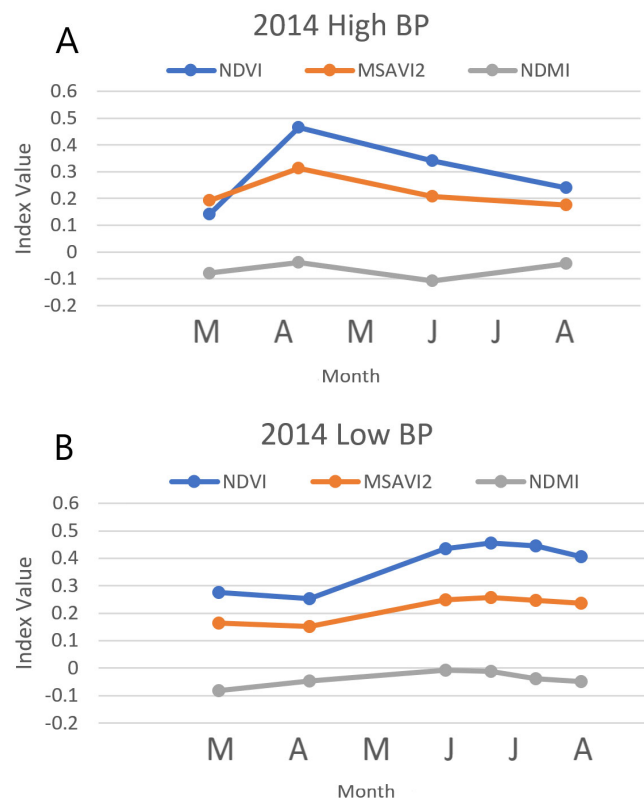 A
2014 High BP
NDVI MSAVI2 NDMI
0.6
0.5
0.4
0.3
0.2
0.1
0
-0.1
-0.2
Index Value
M A M J J A
Month
B
2014 Low BP
NDVI MSAVI2 NDMI
0.6
0.5
0.4
0.3
0.2
0.1
0
-0.1
-0.2
Index Value
M A M J J A
Month